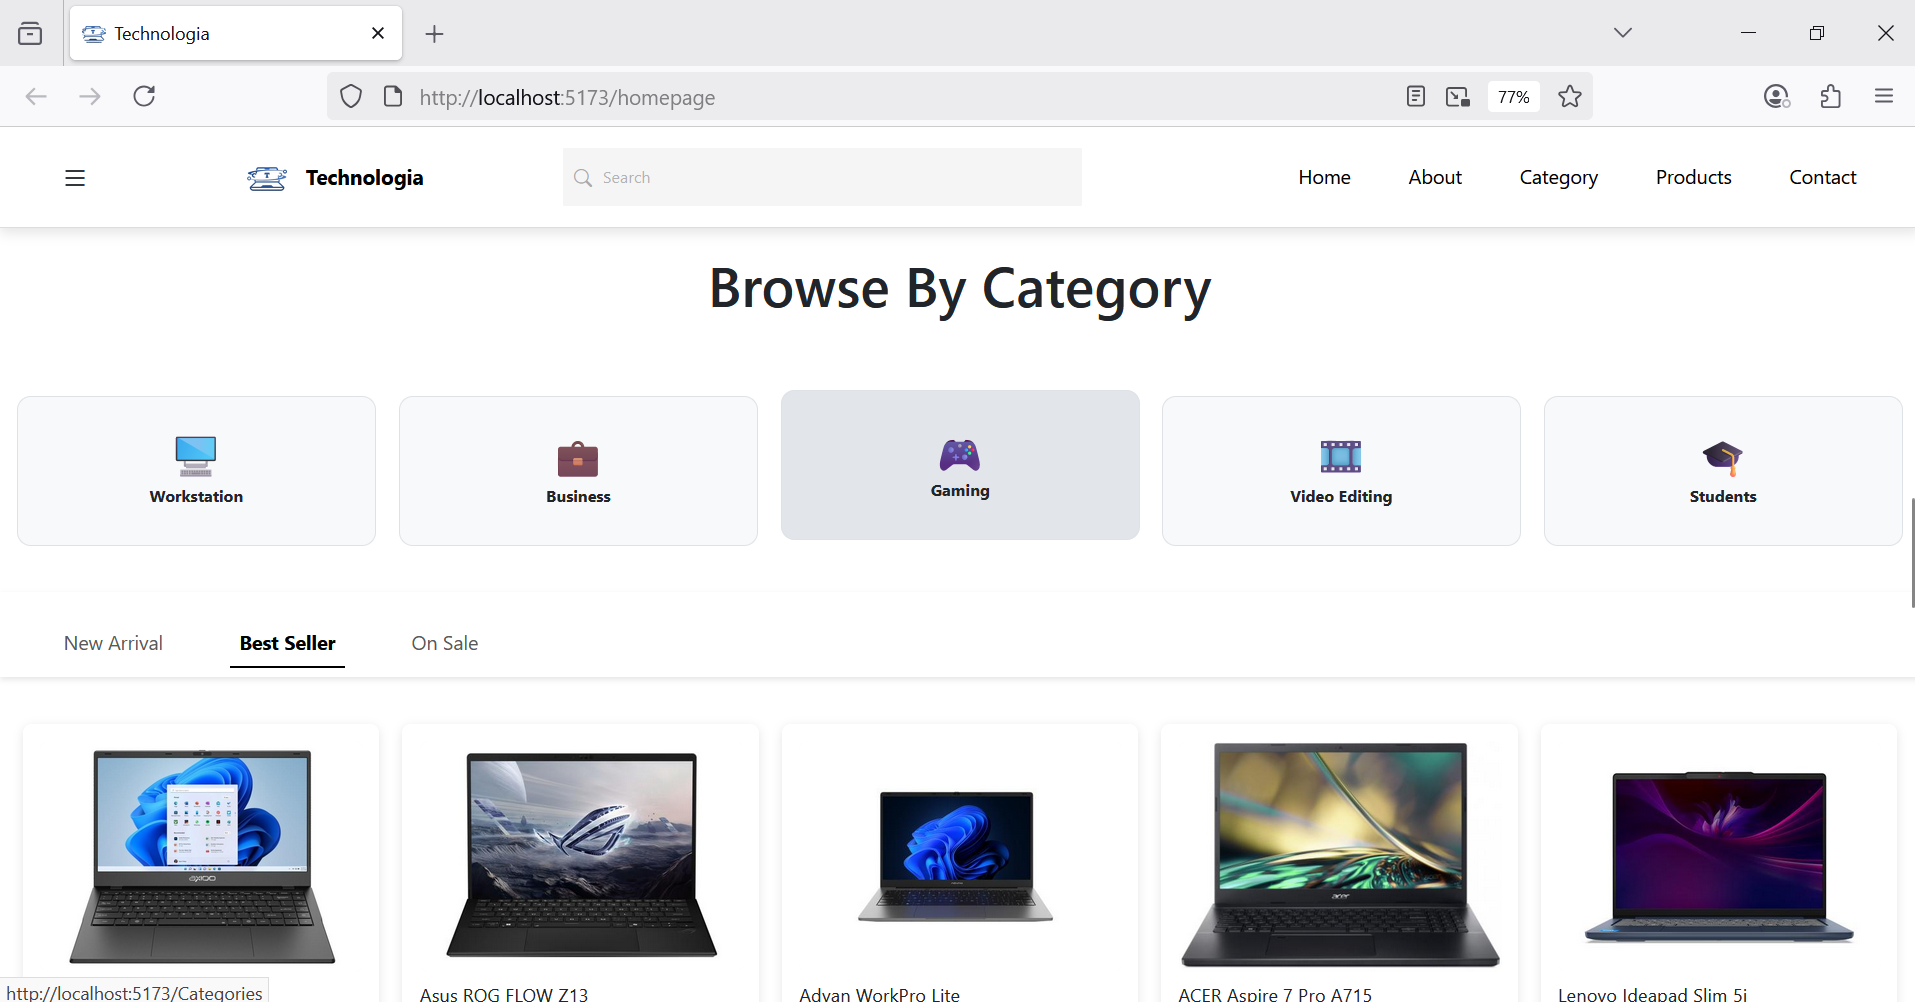 Technologia
http://localhost:5173/homepage
77%
Technologia
Search
Home
About
Category
Products
Contact
Browse By Category
Workstation
Business
Gaming
Video Editing
Students
New Arrival
Best Seller
On Sale
AXIOO
acer
Asus ROG FLOW Z13
Advan WorkPro Lite
ACER Aspire 7 Pro A715
Lenovo Ideapad Slim 5i
http://localhost:5173/Categories